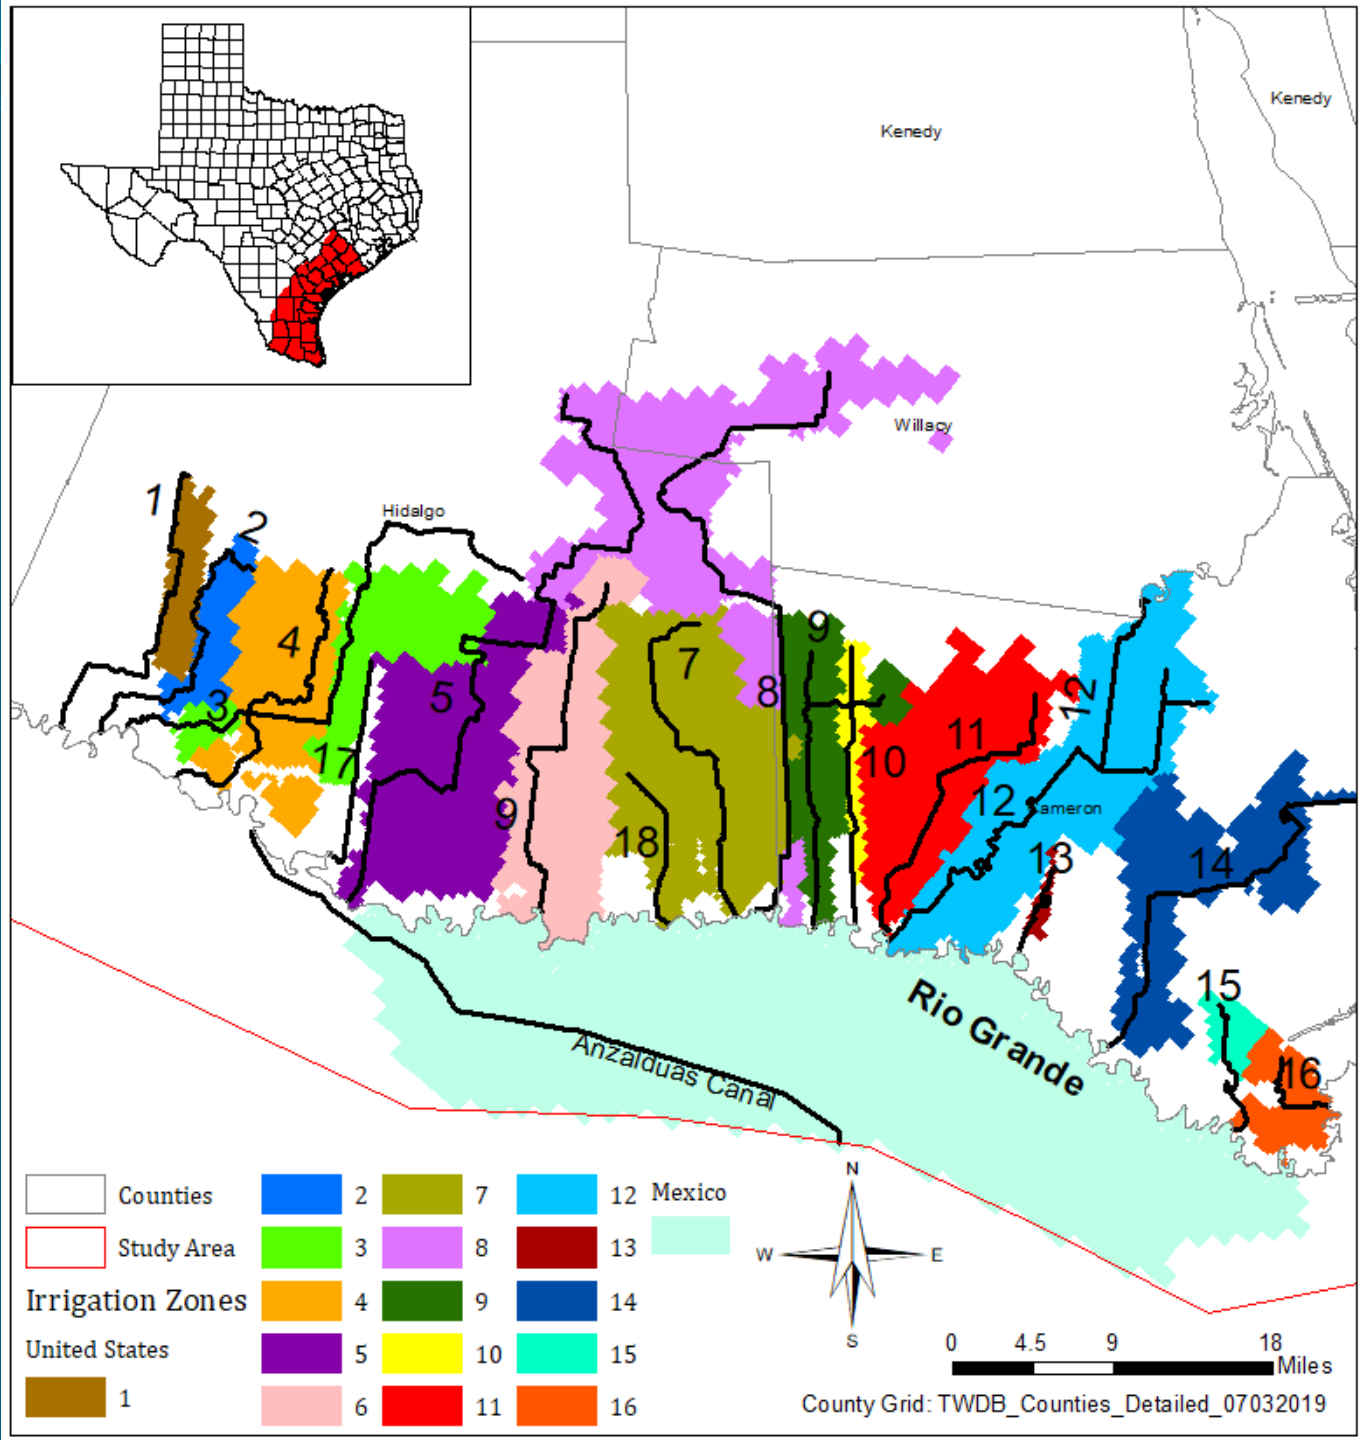 Kenedy
Kenedy
Willacy
Hidalgo
1
2
3
4
5
7
8
9
9
10
11
12
12
Cameron
13
14
15
16
17
18
Rio Grande
Anzalduas Canal
N
W
E
S
Counties
Study Area
Irrigation Zones
United States
1
2
3
4
5
6
7
8
9
10
11
12
13
14
15
16
Mexico
0 4.5 9 18
Miles
County Grid: TWDB_Counties_Detailed_07032019